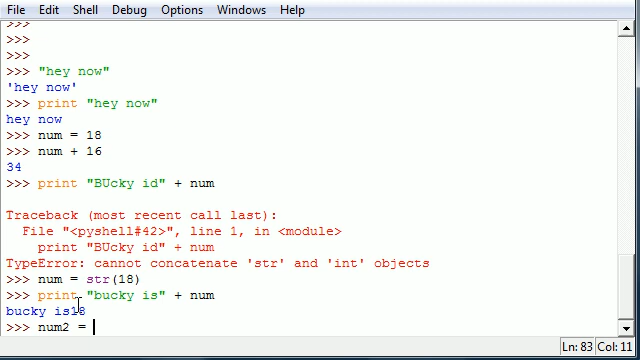 File Edit Shell Debug Options Windows Help
>>>
>>>
>>>
>>> "hey now"
'hey now'
>>> print "hey now"
hey now
>>> num = 18
>>> num + 16
34
>>> print "BUcky id" + num
Traceback (most recent call last):
File "<pyshell#42>", line 1, in <module>
print "BUcky id" + num
TypeError: cannot concatenate 'str' and 'int' objects
>>> num = str(18)
>>> print "bucky is" + num
bucky is18
>>> num2 =
Ln: 83 Col: 11